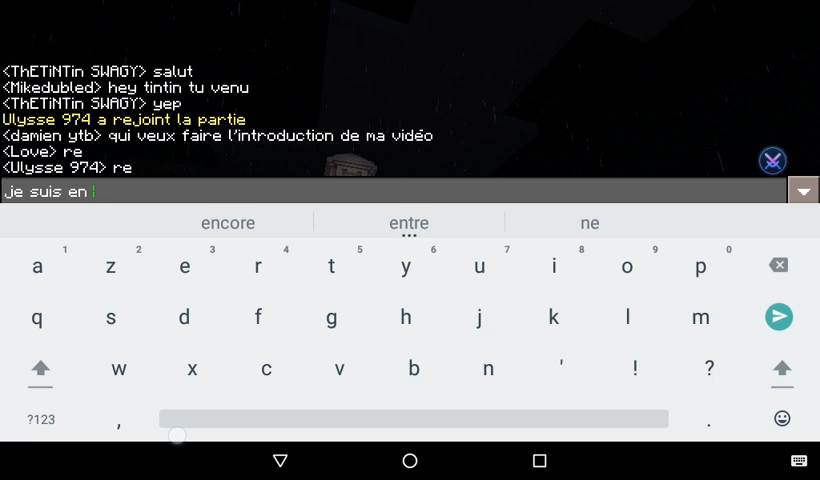 <ThETiNTin SWAGY> salut
<Mikedubled> hey tintin tu venu
<ThETiNTin SWAGY> yep
Ulysse 974 a rejoint la partie
<damien ytb> qui veux faire l'introduction de ma vidéo
<Love> re
<Ulysse 974> re
je suis en
encore entre ne
1 2 3 4 5 6 7 8 9 0
a z e r t y u i o p
q s d f g h j k l m
w x c v b n ' ! ?
?123 , .